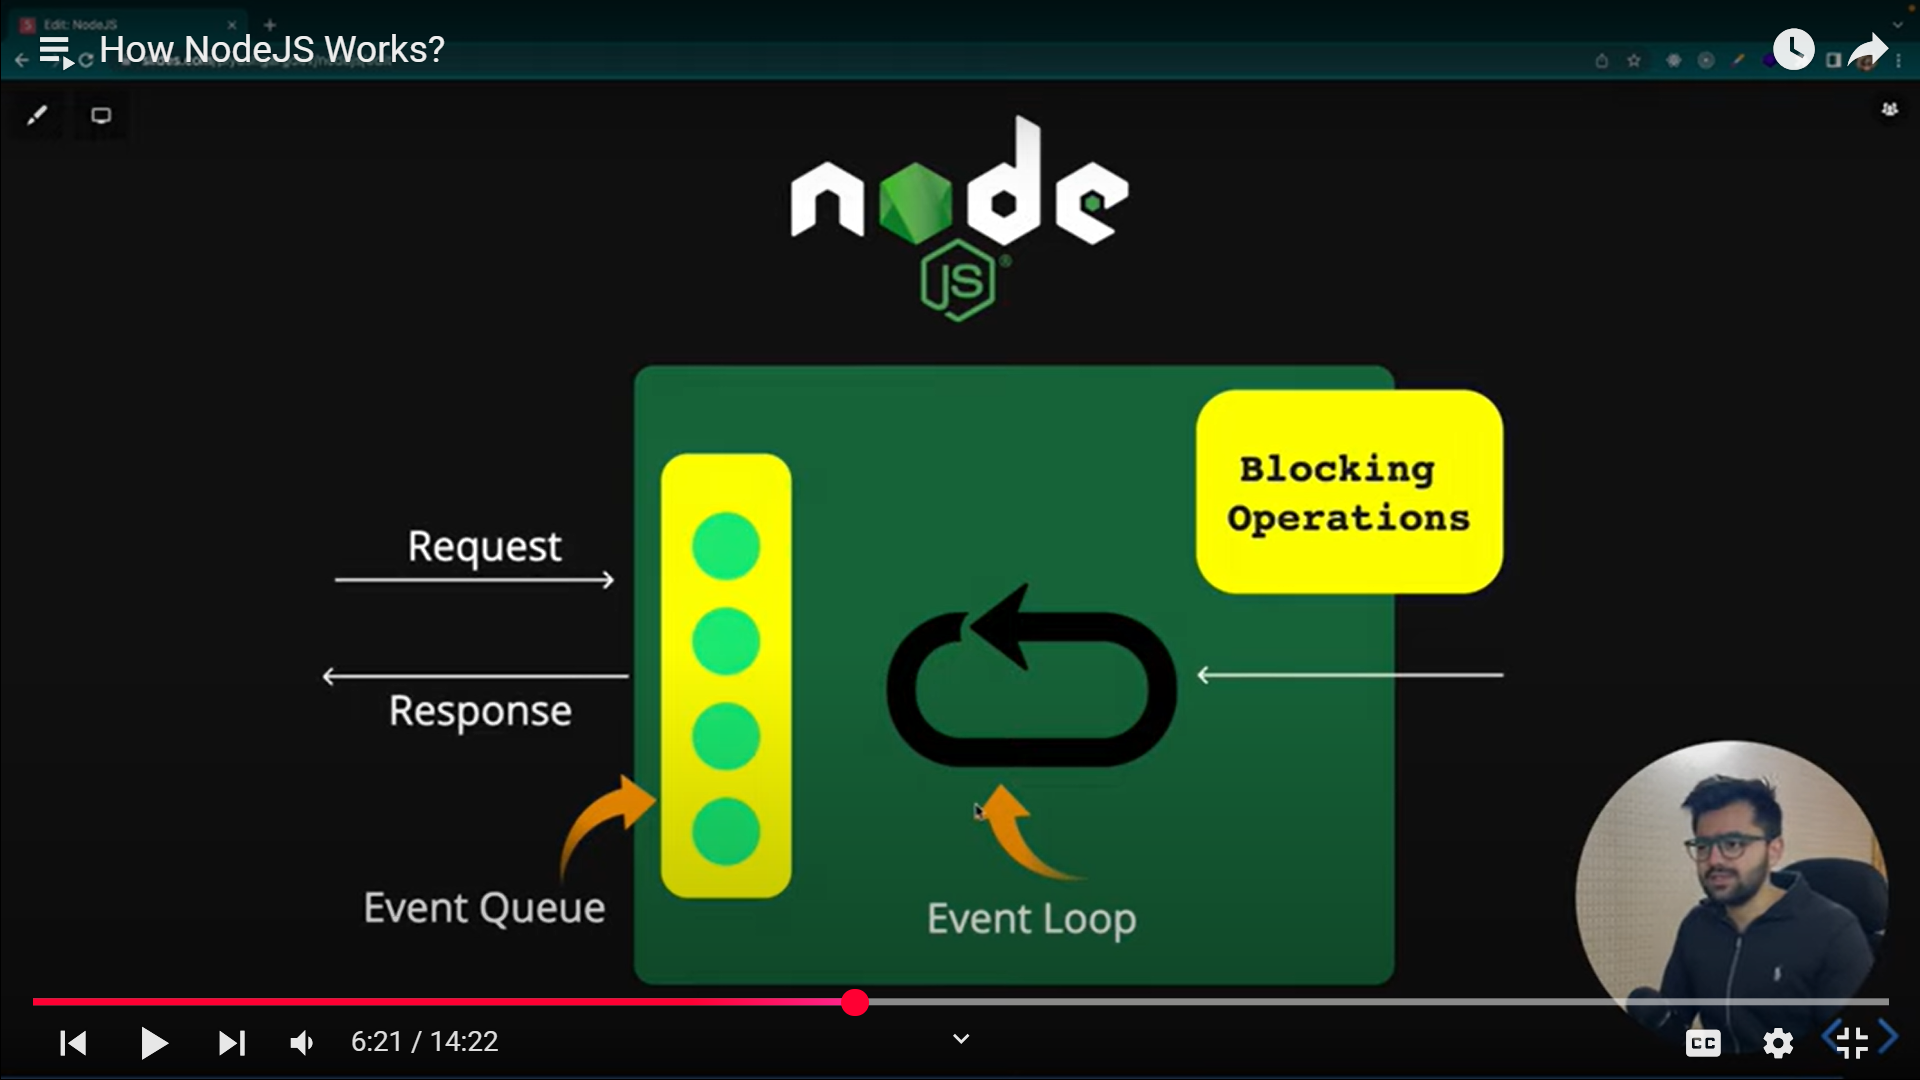 Edit: NodeJS
How NodeJS Works?
node
JS®
Blocking
Operations
Request
Response
Event Queue
Event Loop
6:21 / 14:22
CC